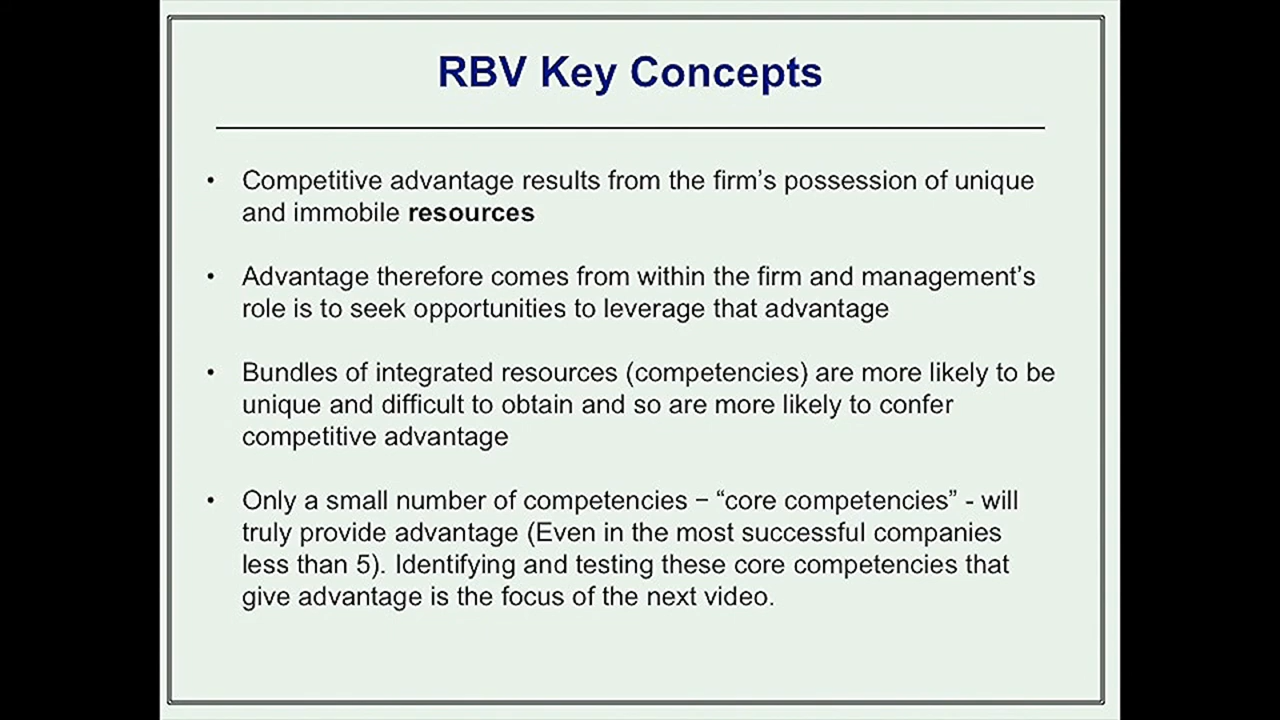 RBV Key Concepts
• Competitive advantage results from the firm’s possession of unique
and immobile resources
• Advantage therefore comes from within the firm and management’s
role is to seek opportunities to leverage that advantage
• Bundles of integrated resources (competencies) are more likely to be
unique and difficult to obtain and so are more likely to confer
competitive advantage
• Only a small number of competencies − “core competencies” - will
truly provide advantage (Even in the most successful companies
less than 5). Identifying and testing these core competencies that
give advantage is the focus of the next video.